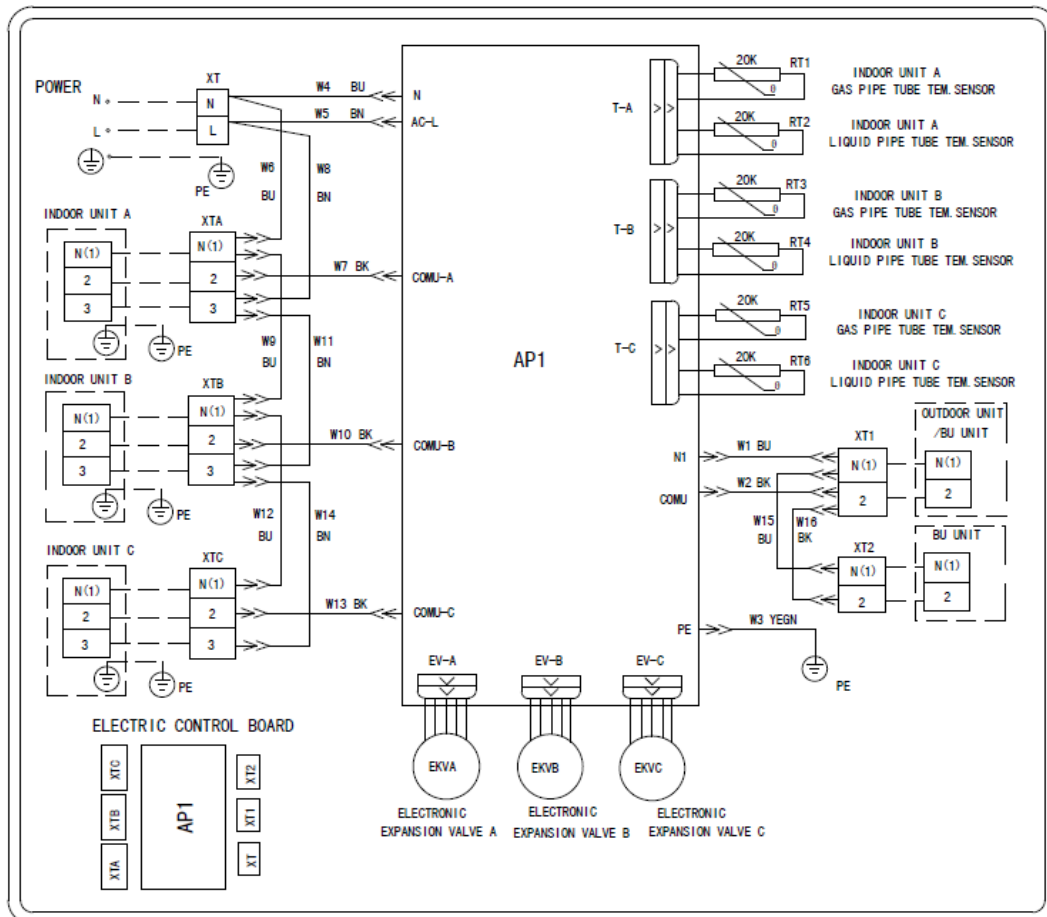 POWER
N
L
XT
N
L
PE
W4 BU
W5 BN
N
AC-L
W6
BU
W8
BN
INDOOR UNIT A
N(1)
2
3
PE
XTA
N(1)
2
3
W7 BK
COMU-A
W9
BU
W11
BN
INDOOR UNIT B
N(1)
2
3
PE
XTB
N(1)
2
3
W10 BK
COMU-B
W12
BU
W14
BN
INDOOR UNIT C
N(1)
2
3
PE
XTC
N(1)
2
3
W13 BK
COMU-C
AP1
T-A
20K
RT1
θ
INDOOR UNIT A
GAS PIPE TUBE TEM.SENSOR
20K
RT2
θ
INDOOR UNIT A
LIQUID PIPE TUBE TEM.SENSOR
T-B
20K
RT3
θ
INDOOR UNIT B
GAS PIPE TUBE TEM.SENSOR
20K
RT4
θ
INDOOR UNIT B
LIQUID PIPE TUBE TEM.SENSOR
T-C
20K
RT5
θ
INDOOR UNIT C
GAS PIPE TUBE TEM.SENSOR
20K
RT6
θ
INDOOR UNIT C
LIQUID PIPE TUBE TEM.SENSOR
N1
W1 BU
COMU
W2 BK
XT1
N(1)
2
OUTDOOR UNIT
/BU UNIT
N(1)
2
W15
BU
W16
BK
XT2
N(1)
2
BU UNIT
N(1)
2
PE
W3 YEGN
PE
EV-A
EV-B
EV-C
EKVA
EKVB
EKVC
ELECTRONIC
EXPANSION VALVE A
ELECTRONIC
EXPANSION VALVE B
ELECTRONIC
EXPANSION VALVE C
ELECTRIC CONTROL BOARD
XTC
XTB
XTA
AP1
XT2
XT1
XT